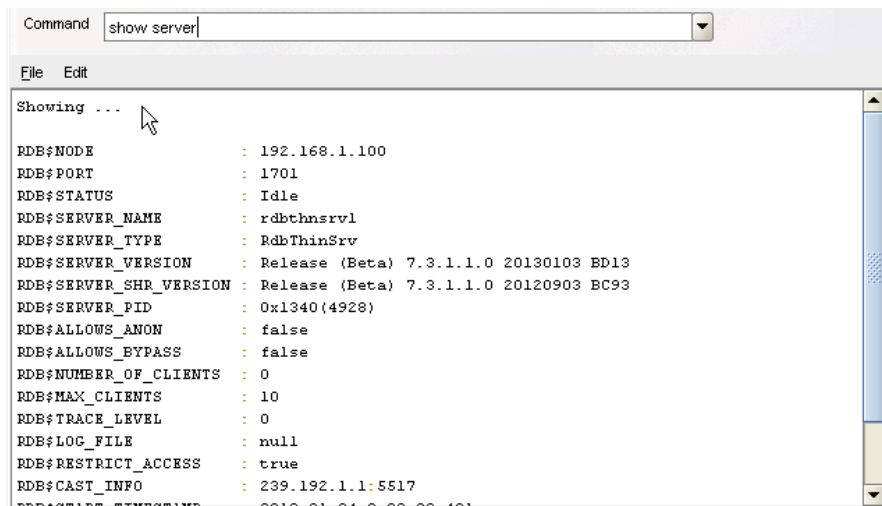 Command show server
File Edit
Showing ...
RDB$NODE : 192.168.1.100
RDB$PORT : 1701
RDB$STATUS : Idle
RDB$SERVER_NAME : rdbthnsrv1
RDB$SERVER_TYPE : RdbThinSrv
RDB$SERVER_VERSION : Release (Beta) 7.3.1.1.0 20130103 BD13
RDB$SERVER_SHR_VERSION : Release (Beta) 7.3.1.1.0 20120903 BC93
RDB$SERVER_PID : 0x1340(4928)
RDB$ALLOWS_ANON : false
RDB$ALLOWS_BYPASS : false
RDB$NUMBER_OF_CLIENTS : 0
RDB$MAX_CLIENTS : 10
RDB$TRACE_LEVEL : 0
RDB$LOG_FILE : null
RDB$RESTRICT_ACCESS : true
RDB$CAST_INFO : 239.192.1.1:5517